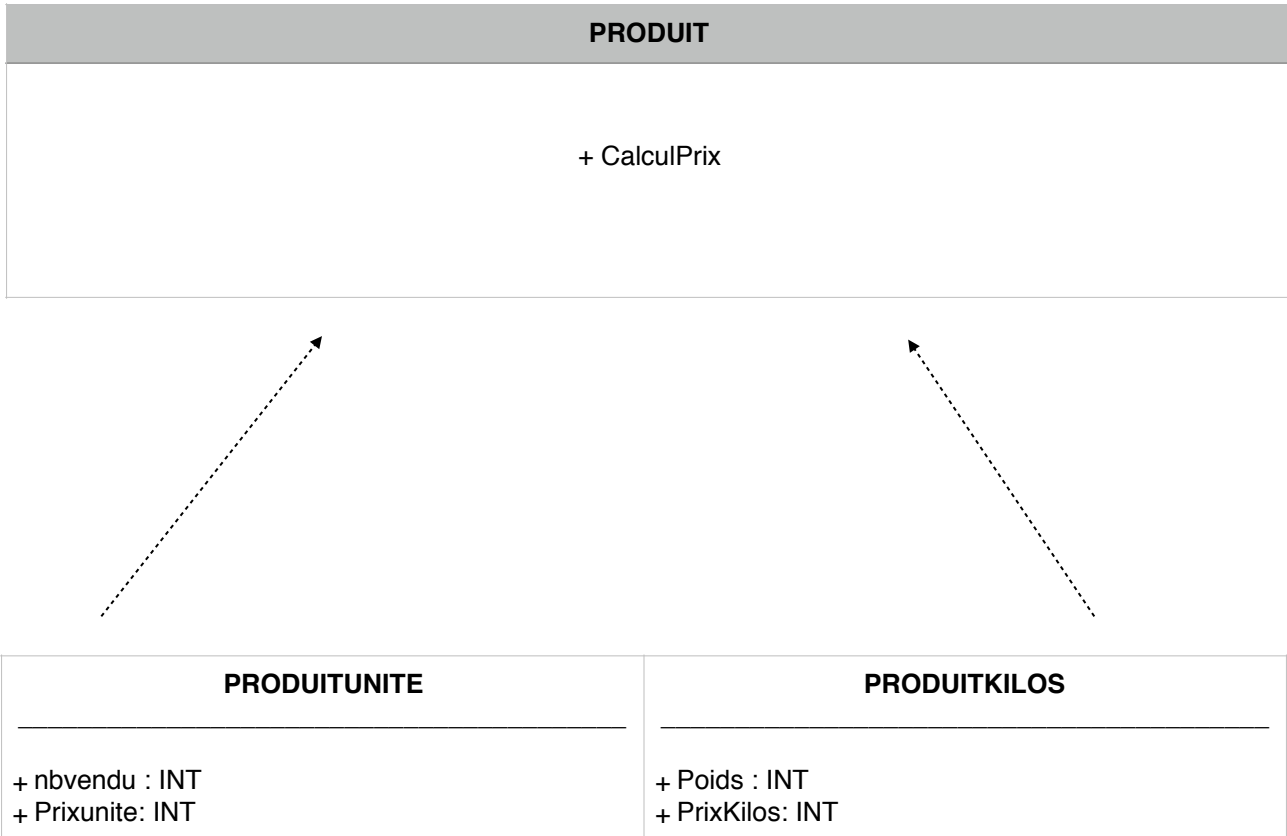 PRODUIT
+ CalculPrix
PRODUITUNITE
+ nbvendu : INT
+ Prixunite: INT
PRODUITKILOS
+ Poids : INT
+ PrixKilos: INT